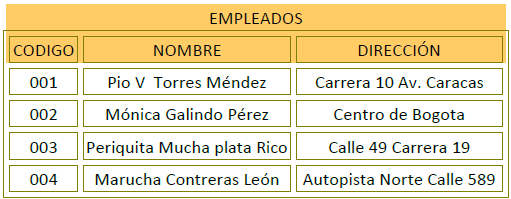 EMPLEADOS
CODIGO NOMBRE DIRECCIÓN
001 Pio V Torres Méndez Carrera 10 Av. Caracas
002 Mónica Galindo Pérez Centro de Bogota
003 Periquita Mucha plata Rico Calle 49 Carrera 19
004 Marucha Contreras León Autopista Norte Calle 589